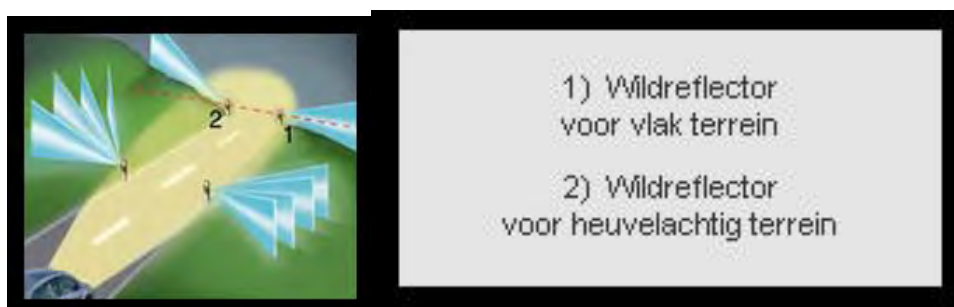 2
1
1) Wildreflector
voor vlak terrein
2) Wildreflector
voor heuvelachtig terrein